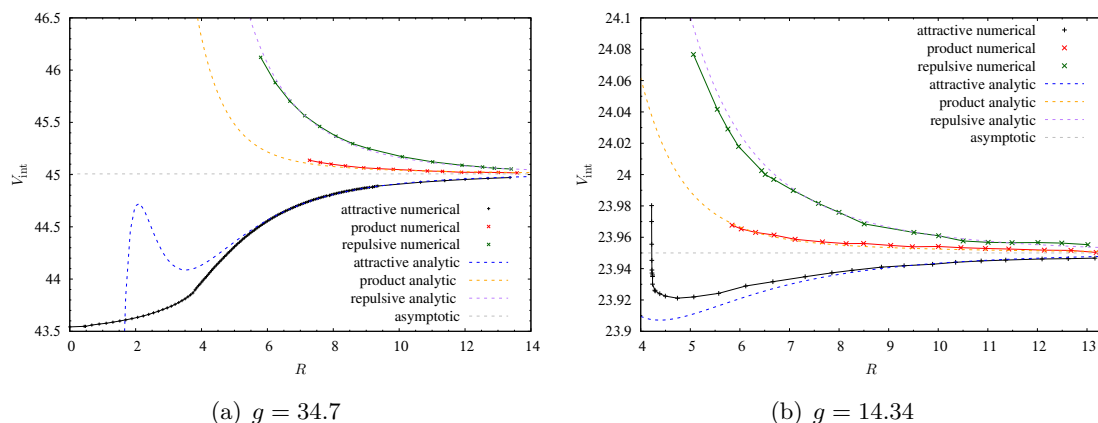 46.5
46
45.5
45
44.5
44
43.5
V_int
0 2 4 6 8 10 12 14
R
attractive numerical
product numerical
repulsive numerical
attractive analytic
product analytic
repulsive analytic
asymptotic
(a) g = 34.7
24.1
24.08
24.06
24.04
24.02
24
23.98
23.96
23.94
23.92
23.9
V_int
4 5 6 7 8 9 10 11 12 13
R
attractive numerical
product numerical
repulsive numerical
attractive analytic
product analytic
repulsive analytic
asymptotic
(b) g = 14.34